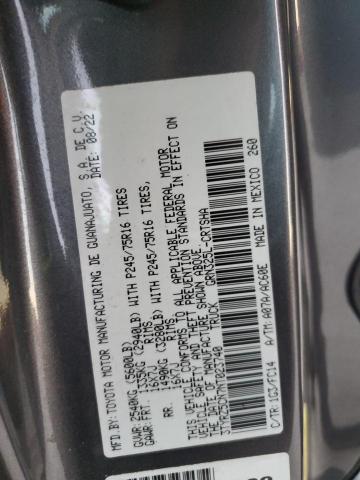 MFD.BY:TOYOTA MOTOR MANUFACTURING DE GUANAJUATO, S.A. DE C.V.
DATE: 08/22
GVWR: 2540KG (5600LB)
GAWR: FRT. 1335KG (2940LB) WITH P245/75R16 TIRES
16X7J RIMS,
RR. 1490KG (3280LB) WITH P245/75R16 TIRES,
16X7J RIMS.
THIS VEHICLE CONFORMS TO ALL APPLICABLE FEDERAL MOTOR
VEHICLE SAFETY AND THEFT PREVENTION STANDARDS IN EFFECT ON
THE DATE OF MANUFACTURE SHOWN ABOVE.
TRUCK GRN325L-CRTSHA
C/TR: 1G3/FC14 A/TM: A07A/AC60E MADE IN MEXICO 260